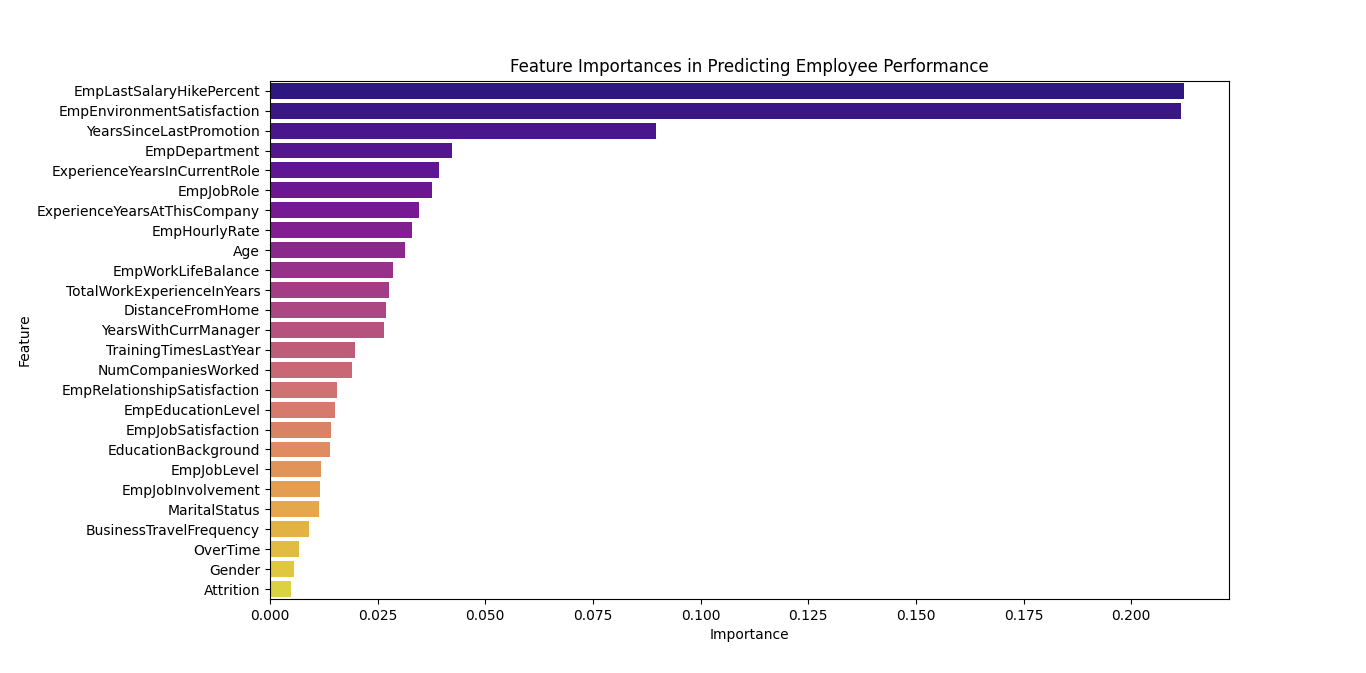 Feature Importances in Predicting Employee Performance
EmpLastSalaryHikePercent
EmpEnvironmentSatisfaction
YearsSinceLastPromotion
EmpDepartment
ExperienceYearsInCurrentRole
EmpJobRole
ExperienceYearsAtThisCompany
EmpHourlyRate
Age
EmpWorkLifeBalance
TotalWorkExperienceInYears
DistanceFromHome
YearsWithCurrManager
TrainingTimesLastYear
NumCompaniesWorked
EmpRelationshipSatisfaction
EmpEducationLevel
EmpJobSatisfaction
EducationBackground
EmpJobLevel
EmpJobInvolvement
MaritalStatus
BusinessTravelFrequency
OverTime
Gender
Attrition
Feature
0.000 0.025 0.050 0.075 0.100 0.125 0.150 0.175 0.200
Importance